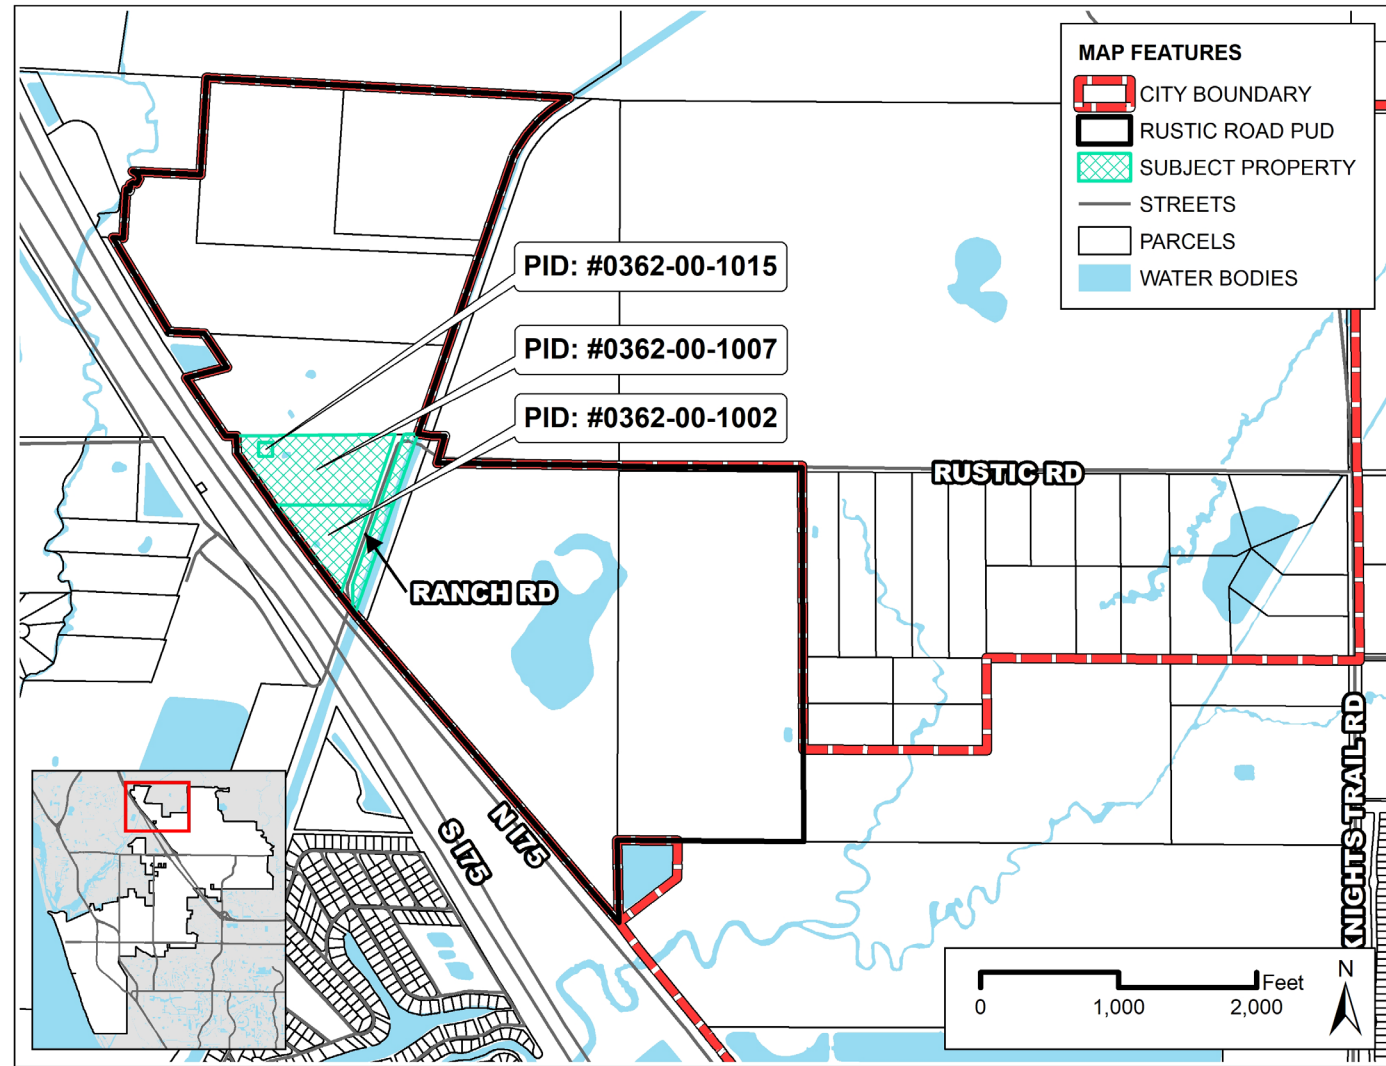 MAP FEATURES
CITY BOUNDARY
RUSTIC ROAD PUD
SUBJECT PROPERTY
STREETS
PARCELS
WATER BODIES
PID: #0362-00-1015
PID: #0362-00-1007
PID: #0362-00-1002
RUSTIC RD
RANCH RD
N I75
S I75
KNIGHTS TRAIL RD
N
Feet
0 1,000 2,000